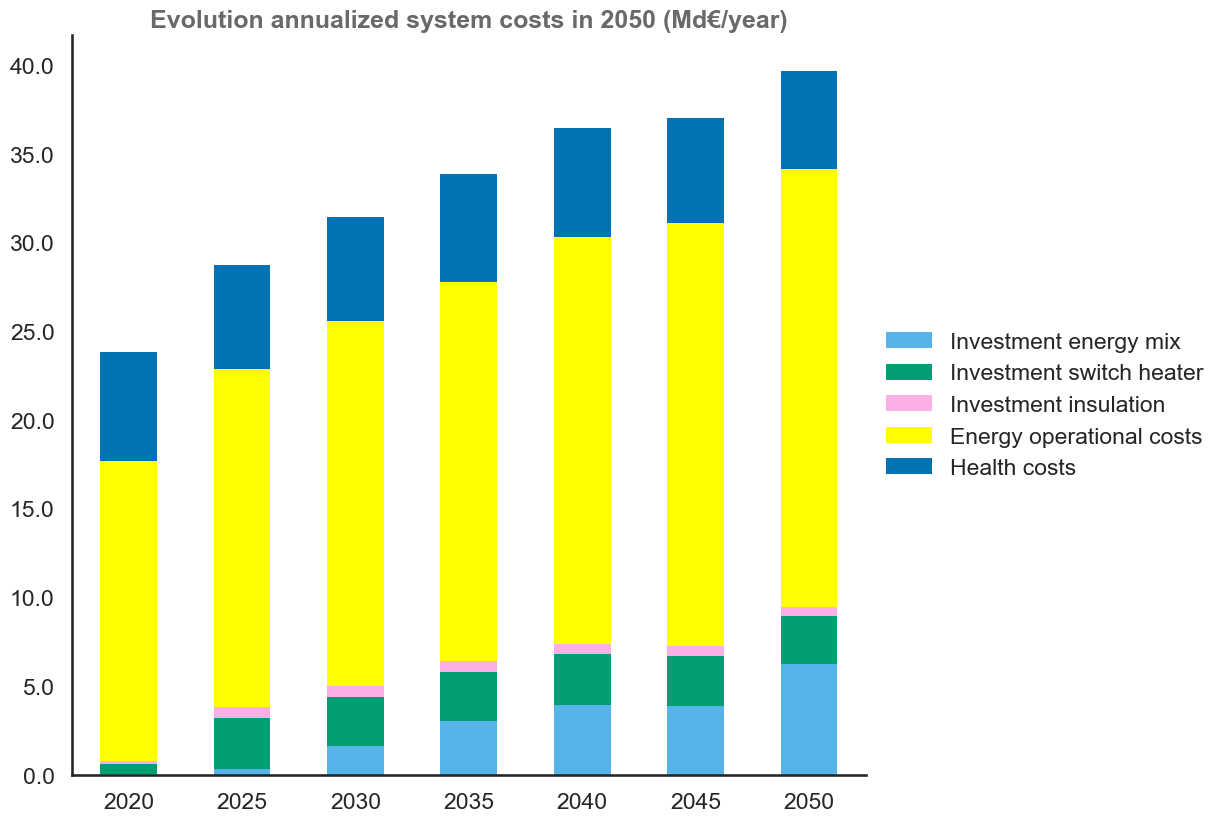 Evolution annualized system costs in 2050 (Md€/year)
40.0
35.0
30.0
25.0
20.0
15.0
10.0
5.0
0.0
2020 2025 2030 2035 2040 2045 2050
Investment energy mix
Investment switch heater
Investment insulation
Energy operational costs
Health costs